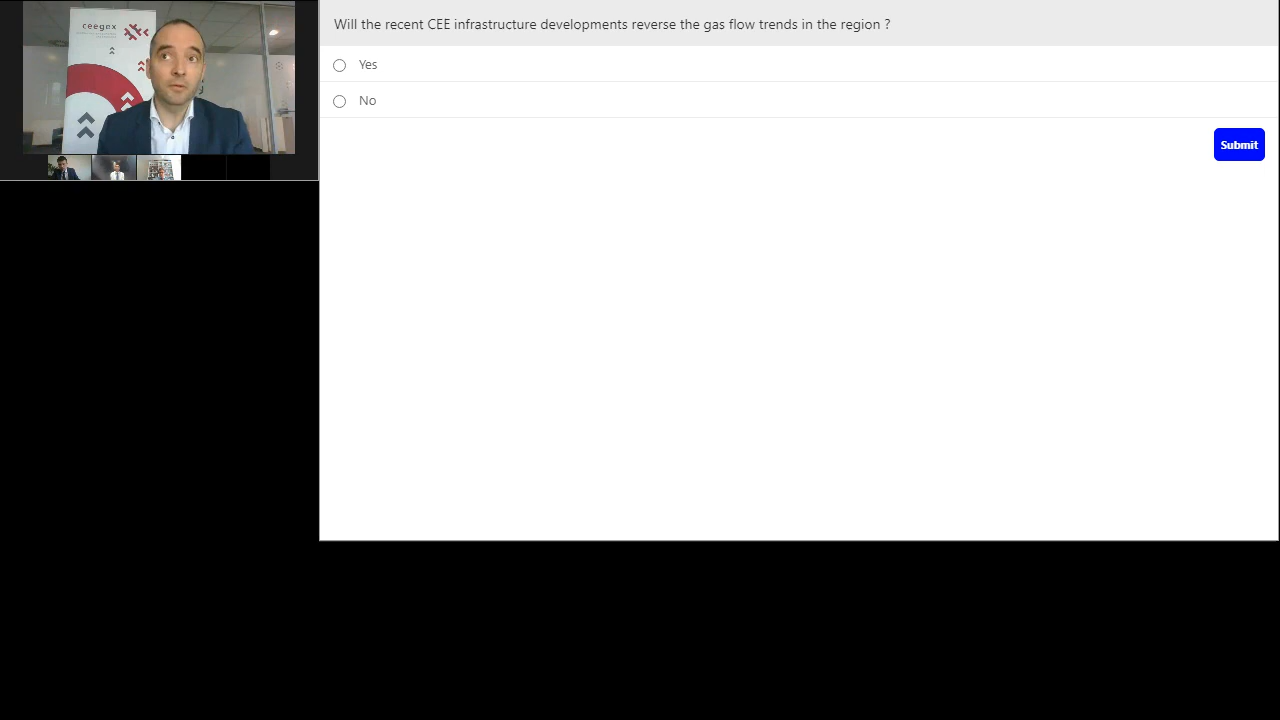 ceegex
Will the recent CEE infrastructure developments reverse the gas flow trends in the region ?
Yes
No
Submit